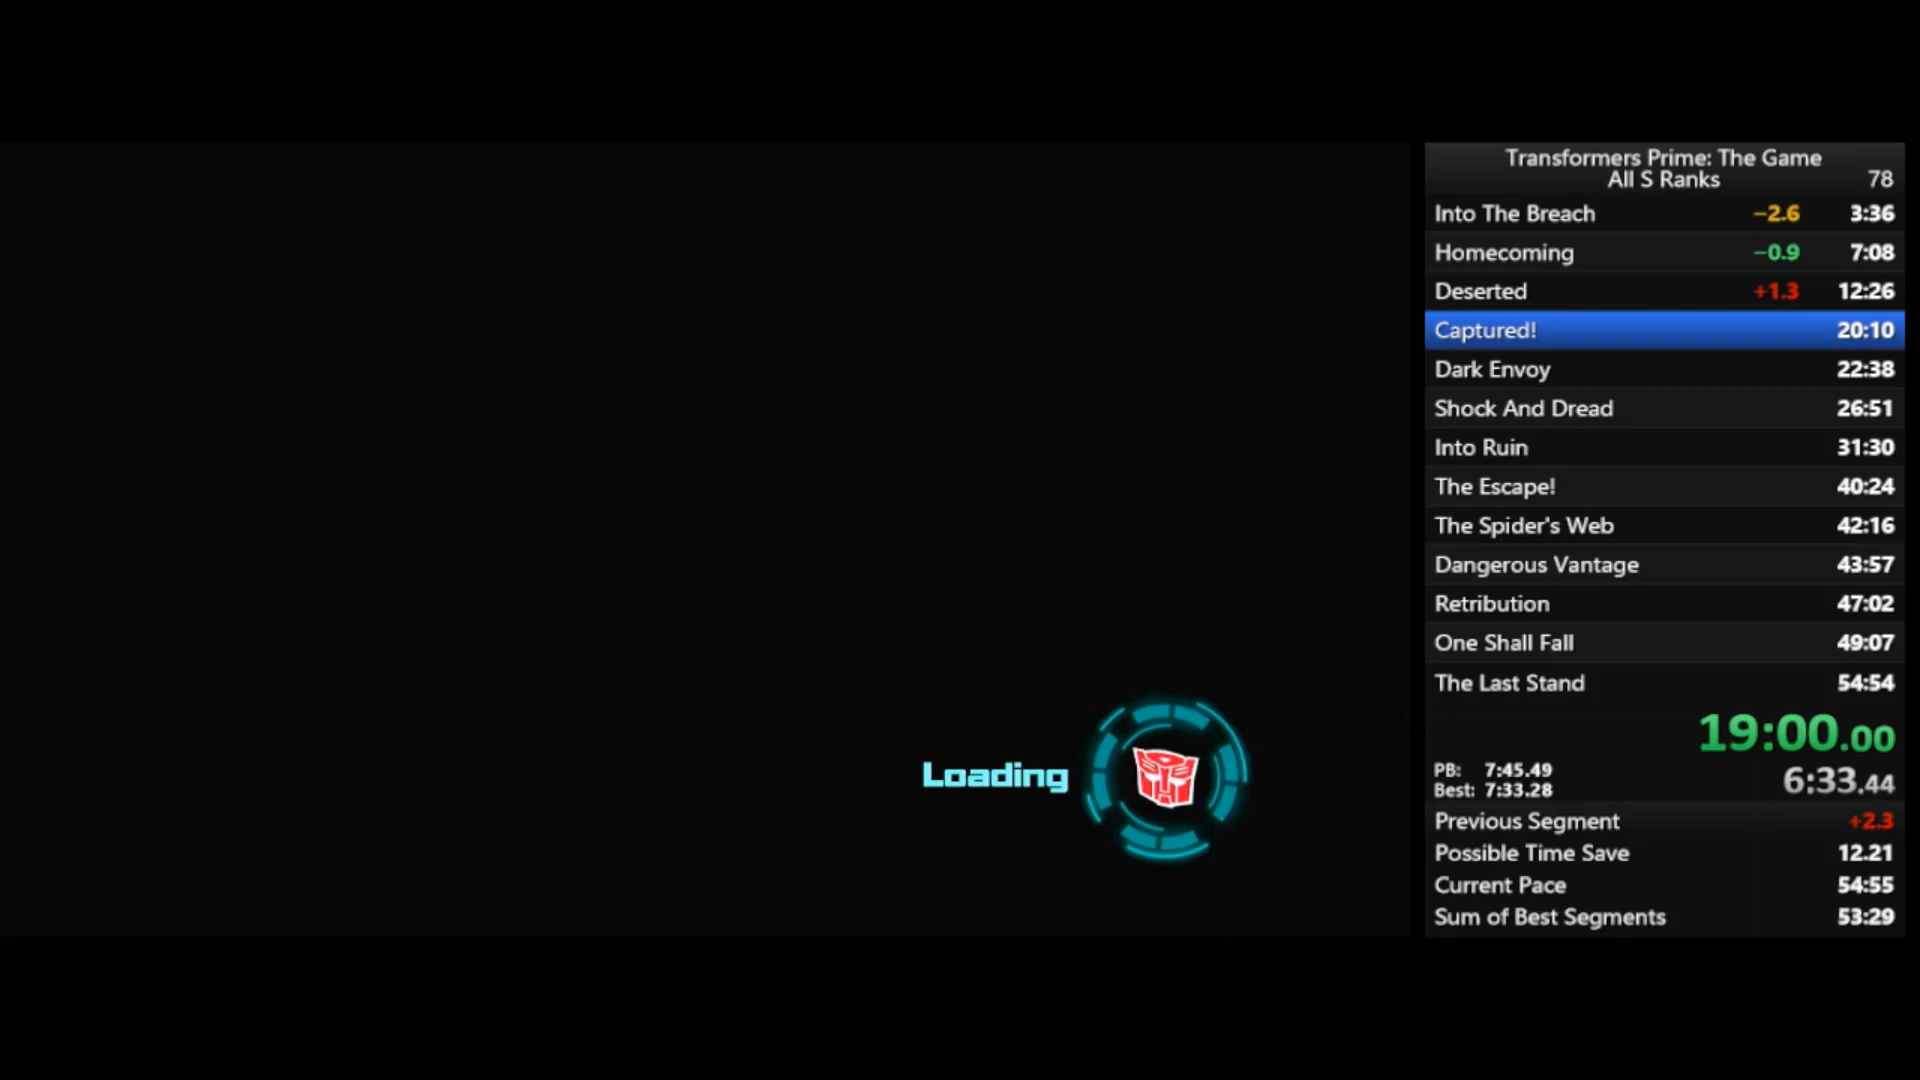 Transformers Prime: The Game
All S Ranks 78
Into The Breach −2.6 3:36
Homecoming −0.9 7:08
Deserted +1.3 12:26
Captured! 20:10
Dark Envoy 22:38
Shock And Dread 26:51
Into Ruin 31:30
The Escape! 40:24
The Spider's Web 42:16
Dangerous Vantage 43:57
Retribution 47:02
One Shall Fall 49:07
The Last Stand 54:54
19:00.00
PB: 7:45.49
Best: 7:33.28
6:33.44
Previous Segment +2.3
Possible Time Save 12.21
Current Pace 54:55
Sum of Best Segments 53:29
Loading